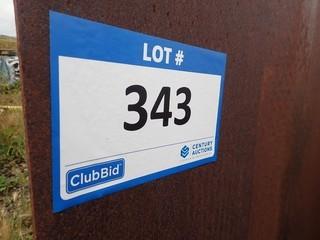 LOT #
343
ClubBid
CENTURY
AUCTIONS